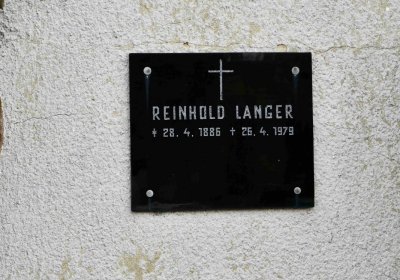 REINHOLD LANGER
* 28. 4. 1886 † 26. 4. 1979